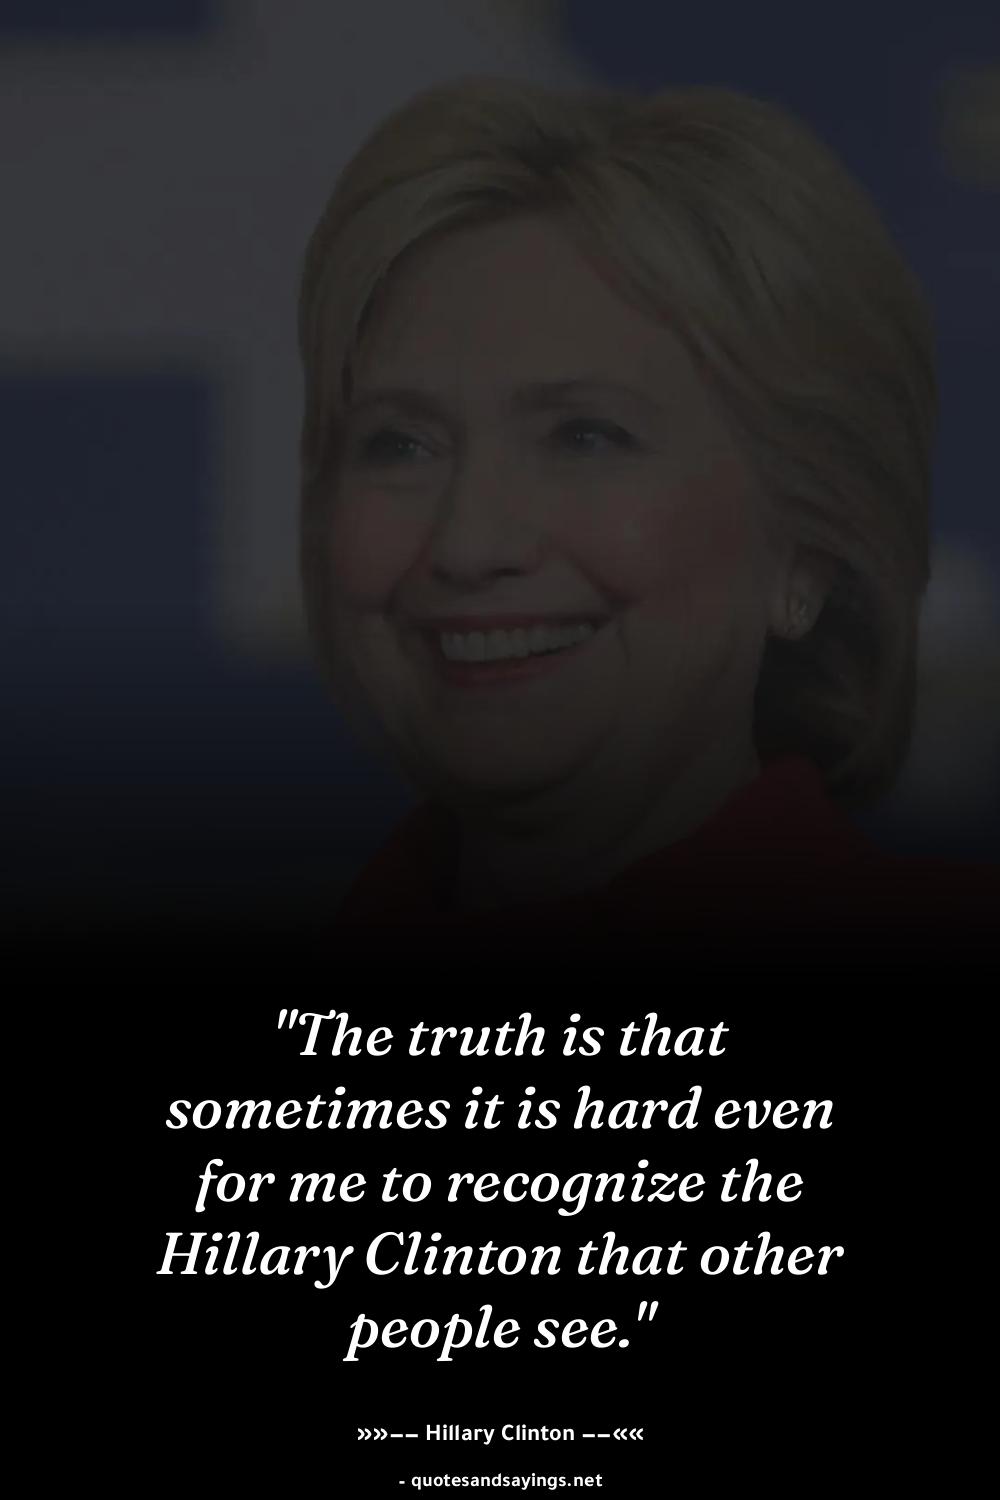 "The truth is that
sometimes it is hard even
for me to recognize the
Hillary Clinton that other
people see."
»»–– Hillary Clinton ––««
- quotesandsayings.net